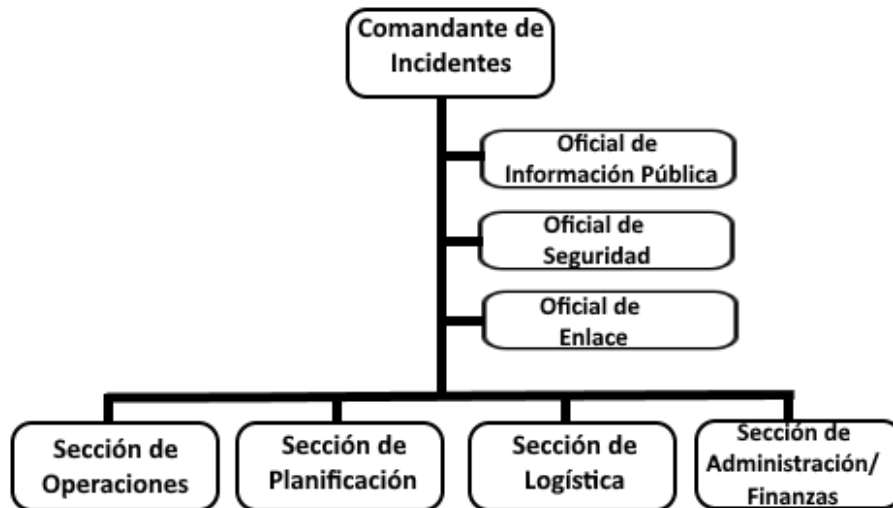 Comandante de
Incidentes
Oficial de
Información Pública
Oficial de
Seguridad
Oficial de
Enlace
Sección de
Operaciones
Sección de
Planificación
Sección de
Logística
Sección de
Administración/
Finanzas